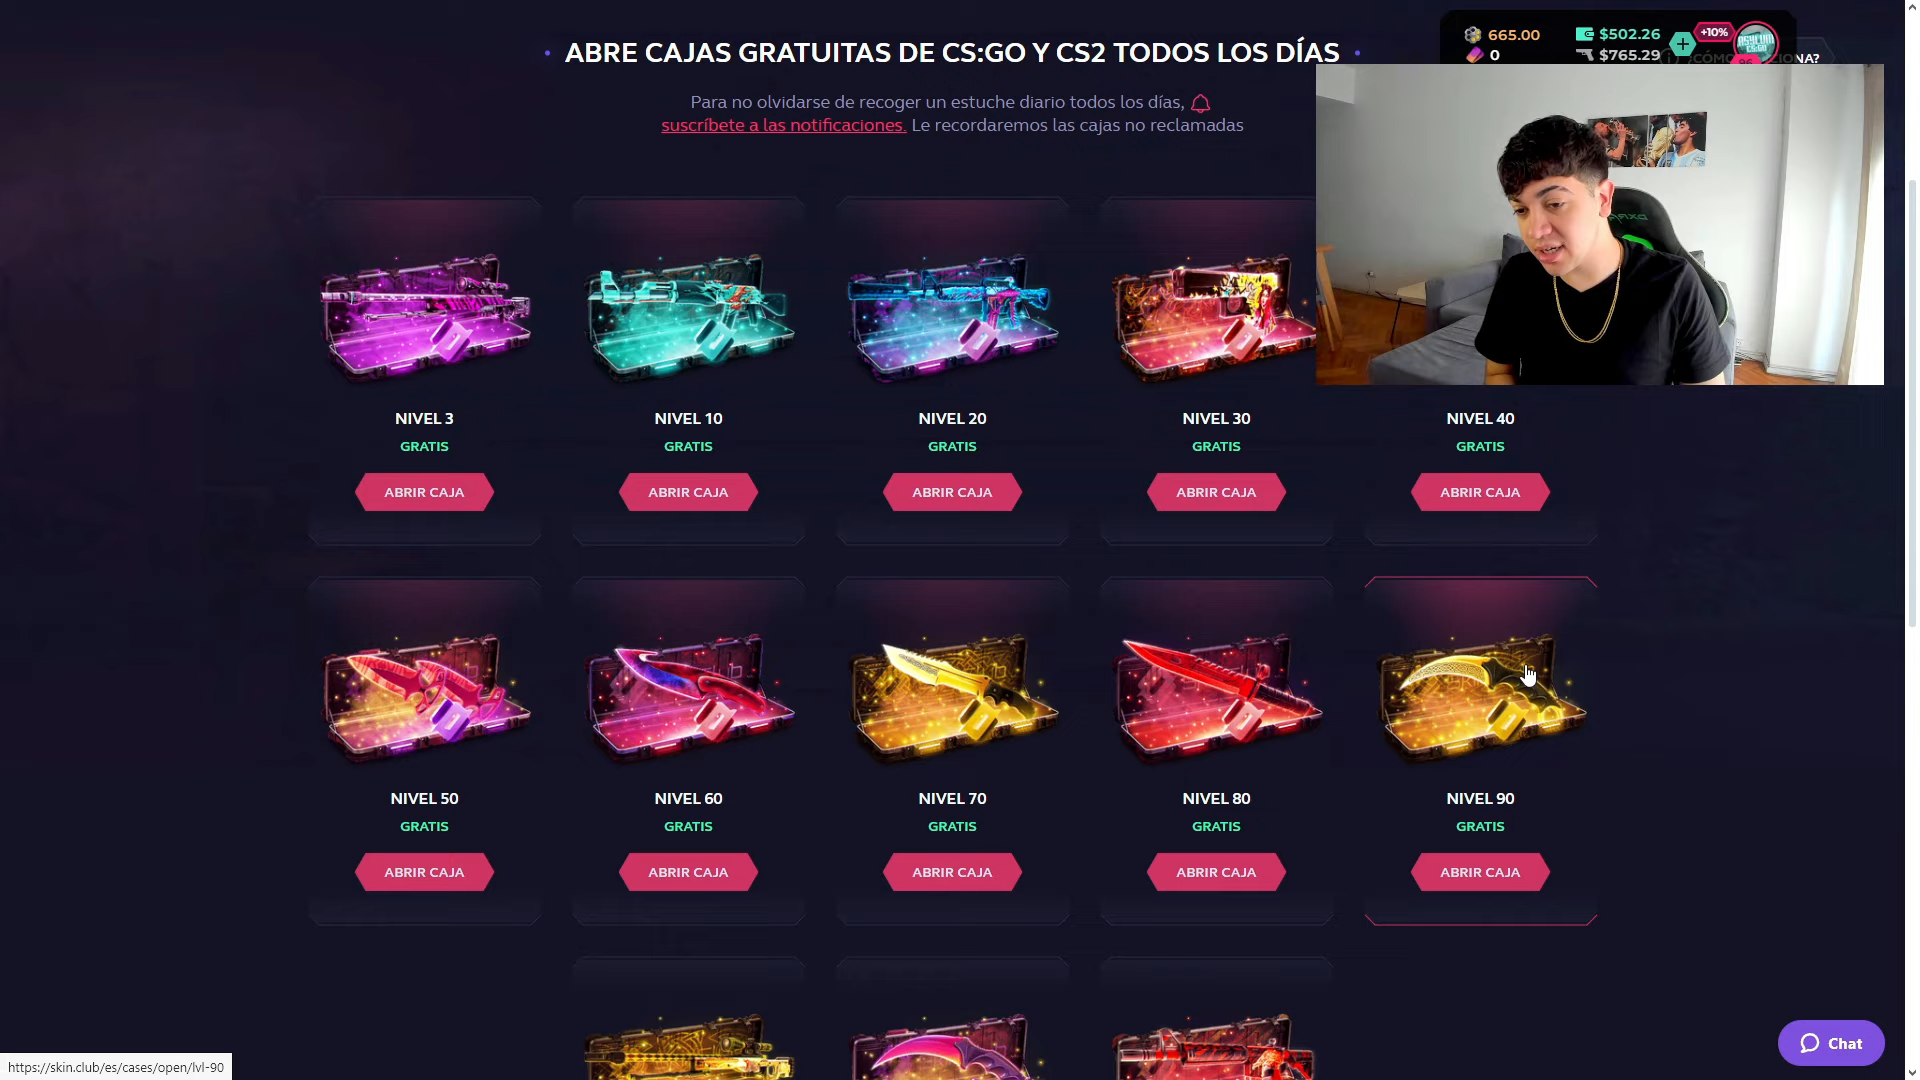 ABRE CAJAS GRATUITAS DE CS:GO Y CS2 TODOS LOS DÍAS
665.00
$502.26
+10%
0
$765.29
Para no olvidarse de recoger un estuche diario todos los días,
suscríbete a las notificaciones. Le recordaremos las cajas no reclamadas
NIVEL 3
GRATIS
ABRIR CAJA
NIVEL 10
GRATIS
ABRIR CAJA
NIVEL 20
GRATIS
ABRIR CAJA
NIVEL 30
GRATIS
ABRIR CAJA
NIVEL 40
GRATIS
ABRIR CAJA
NIVEL 50
GRATIS
ABRIR CAJA
NIVEL 60
GRATIS
ABRIR CAJA
NIVEL 70
GRATIS
ABRIR CAJA
NIVEL 80
GRATIS
ABRIR CAJA
NIVEL 90
GRATIS
ABRIR CAJA
Chat
https://skin.club/es/cases/open/lvl-90